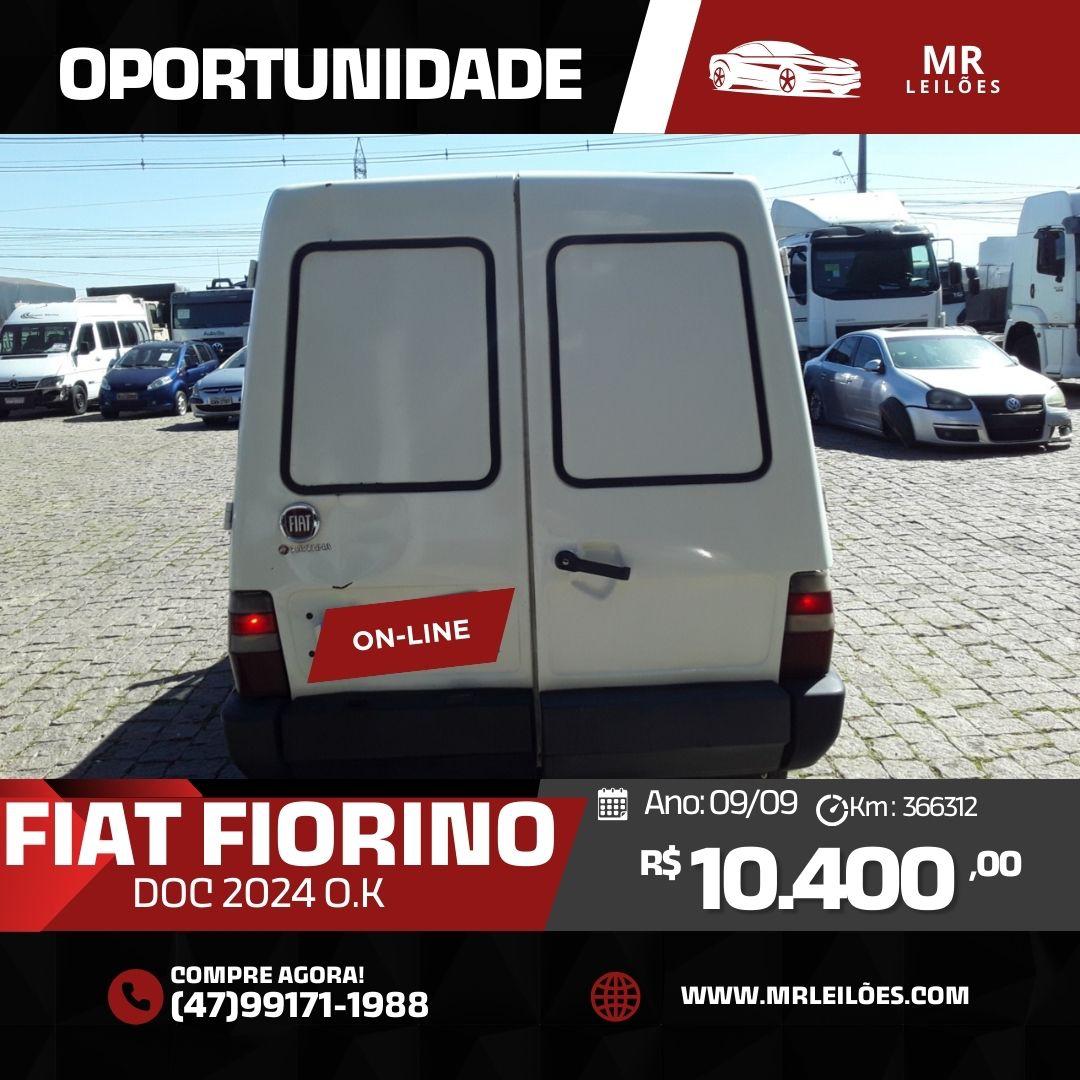 OPORTUNIDADE
MR
LEILÕES
FIAT
ON-LINE
FIAT FIORINO
DOC 2024 O.K
Ano: 09/09
Km: 366312
R$ 10.400,00
COMPRE AGORA!
(47)99171-1988
WWW.MRLEILÕES.COM